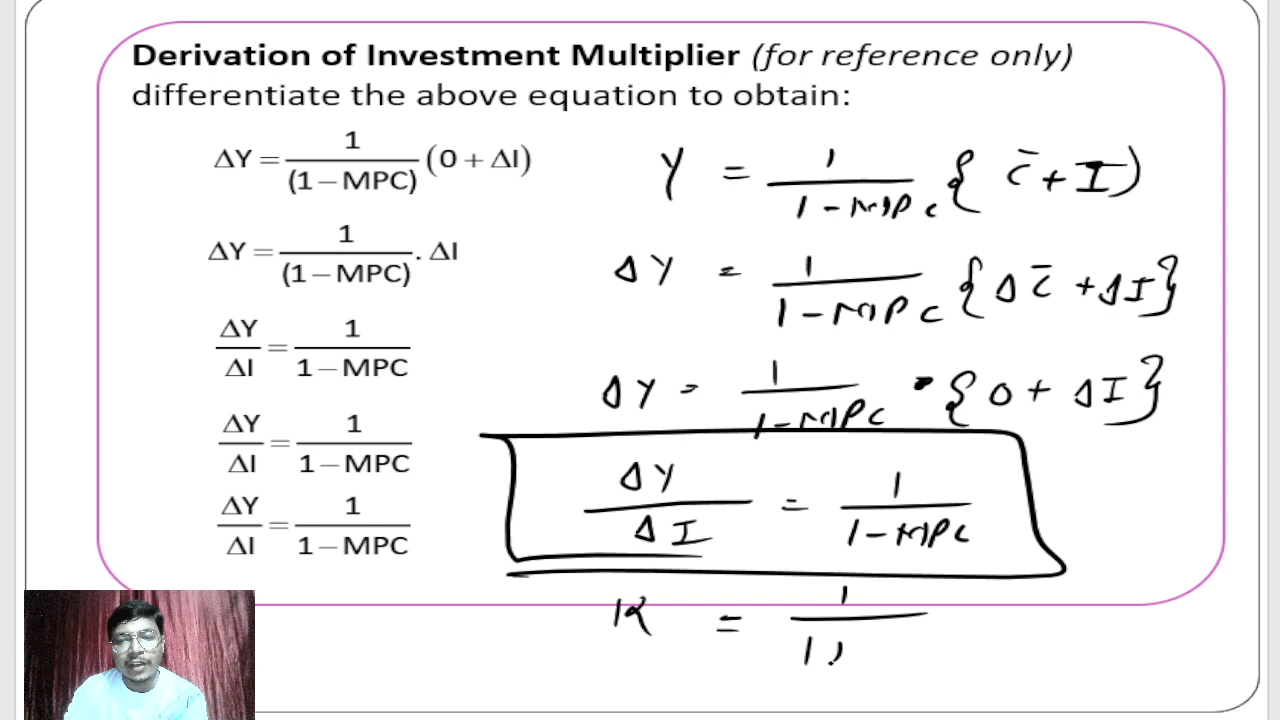 Derivation of Investment Multiplier (for reference only)
differentiate the above equation to obtain:
ΔY = 1/(1 − MPC) (0 + ΔI)
ΔY = 1/(1 − MPC) . ΔI
ΔY/ΔI = 1/(1 − MPC)
ΔY/ΔI = 1/(1 − MPC)
ΔY/ΔI = 1/(1 − MPC)
Y = 1/(1 - MPC) { c̄ + I )
ΔY = 1/(1 - MPC) { Δc̄ + ΔI }
ΔY = 1/(1 - MPC) · { 0 + ΔI }
ΔY/ΔI = 1/(1 - MPC)
K = 1/1